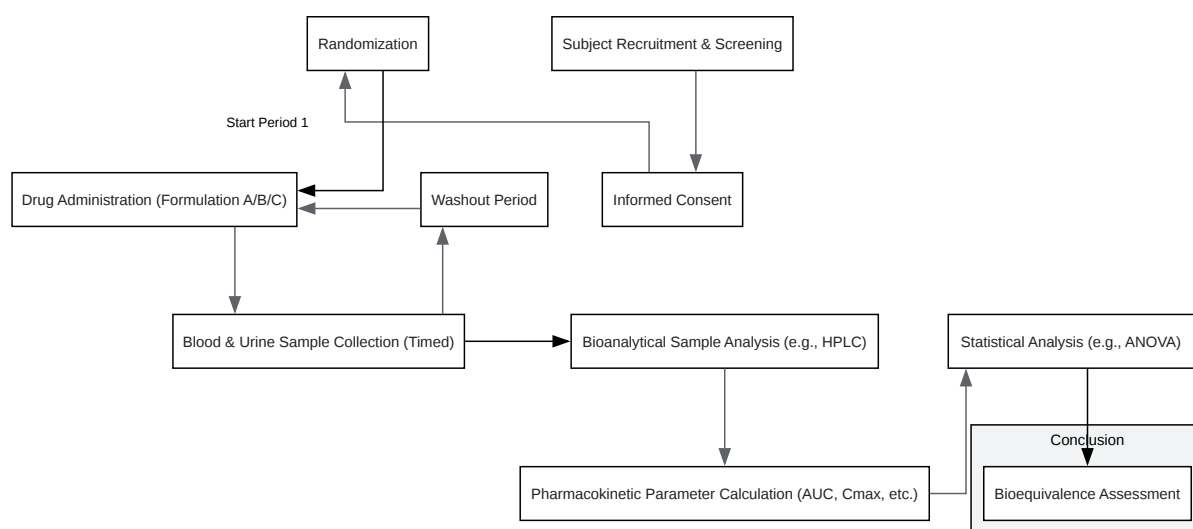 Randomization
Subject Recruitment & Screening
Start Period 1
Drug Administration (Formulation A/B/C)
Washout Period
Informed Consent
Blood & Urine Sample Collection (Timed)
Bioanalytical Sample Analysis (e.g., HPLC)
Statistical Analysis (e.g., ANOVA)
Conclusion
Pharmacokinetic Parameter Calculation (AUC, Cmax, etc.)
Bioequivalence Assessment